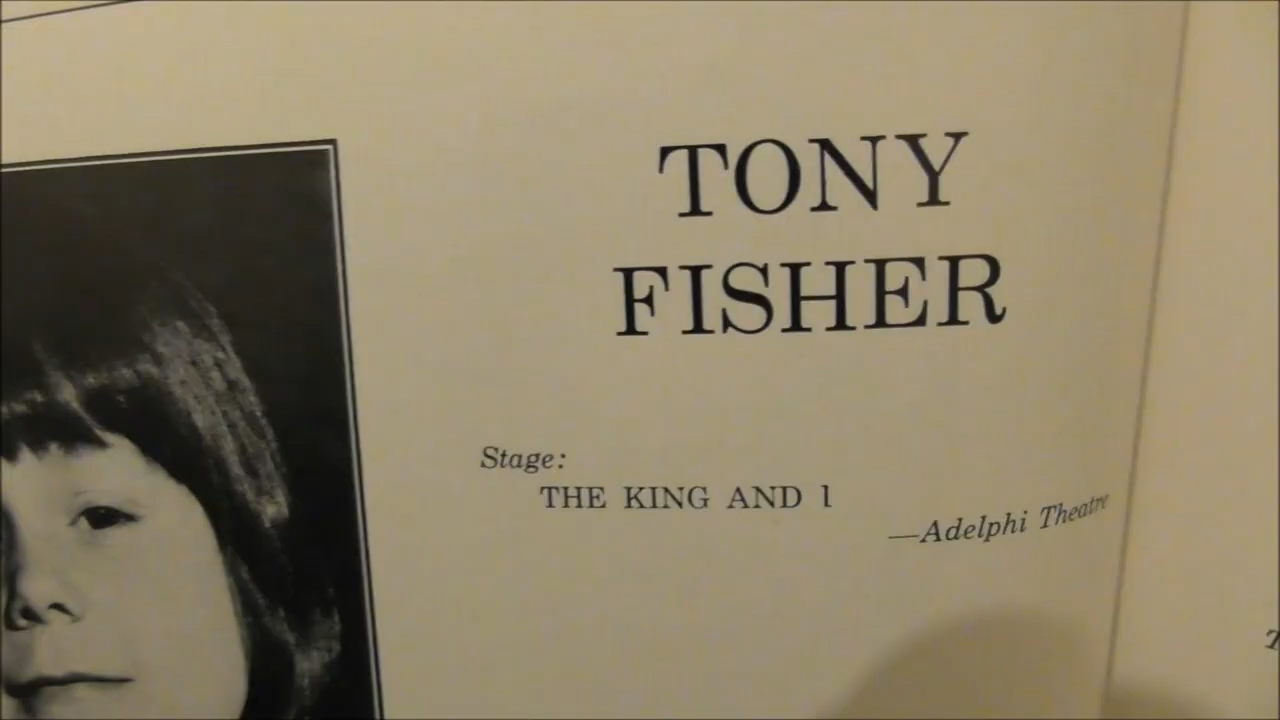 TONY
FISHER
Stage:
THE KING AND l
—Adelphi Theatre